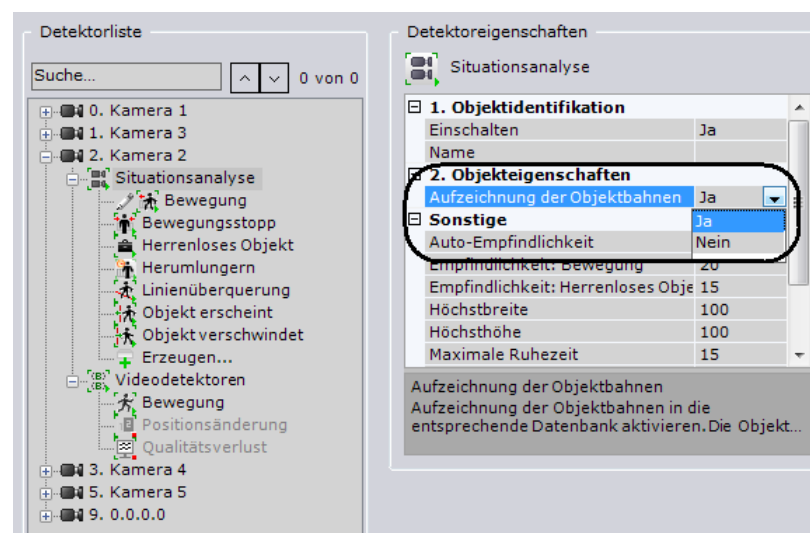 Detektorliste
Suche...
0 von 0
0. Kamera 1
1. Kamera 3
2. Kamera 2
Situationsanalyse
Bewegung
Bewegungsstopp
Herrenloses Objekt
Herumlungern
Linienüberquerung
Objekt erscheint
Objekt verschwindet
Erzeugen...
Videodetektoren
Bewegung
Positionsänderung
Qualitätsverlust
3. Kamera 4
5. Kamera 5
9. 0.0.0.0
Detektoreigenschaften
Situationsanalyse
1. Objektidentifikation
Einschalten Ja
Name
2. Objekteigenschaften
Aufzeichnung der Objektbahnen Ja
Sonstige Ja
Auto-Empfindlichkeit Nein
Empfindlichkeit: Bewegung 20
Empfindlichkeit: Herrenloses Obje 15
Höchstbreite 100
Höchsthöhe 100
Maximale Ruhezeit 15
Aufzeichnung der Objektbahnen
Aufzeichnung der Objektbahnen in die
entsprechende Datenbank aktivieren.Die Objekt...